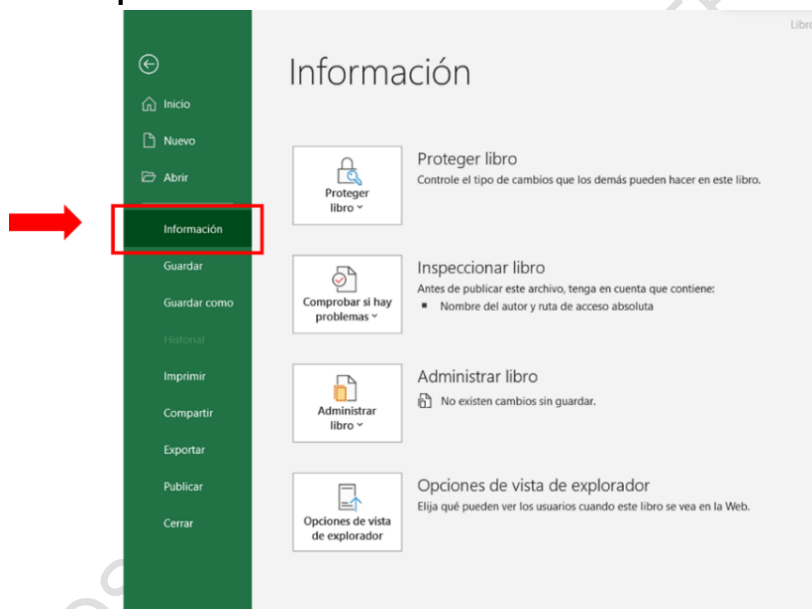 Libro
Información
Inicio
Nuevo
Abrir
Información
Guardar
Guardar como
Historial
Imprimir
Compartir
Exportar
Publicar
Cerrar
Proteger
libro
Proteger libro
Controle el tipo de cambios que los demás pueden hacer en este libro.
Comprobar si hay
problemas
Inspeccionar libro
Antes de publicar este archivo, tenga en cuenta que contiene:
Nombre del autor y ruta de acceso absoluta
Administrar
libro
Administrar libro
No existen cambios sin guardar.
Opciones de vista
de explorador
Opciones de vista de explorador
Elija qué pueden ver los usuarios cuando este libro se vea en la Web.